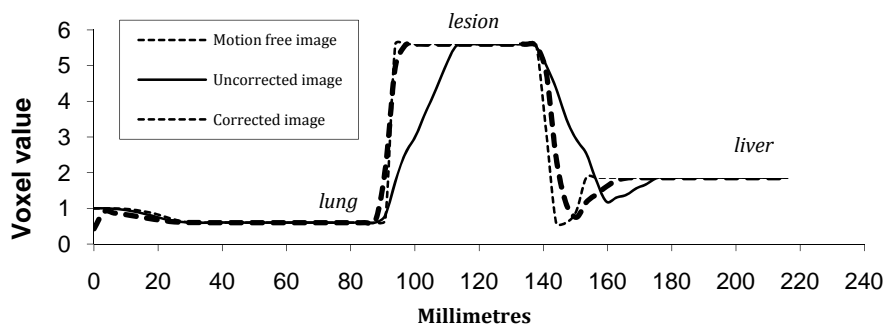 lesion
6
5
4
3
2
1
0
Voxel value
Motion free image
Uncorrected image
Corrected image
lung
liver
0 20 40 60 80 100 120 140 160 180 200 220 240
Millimetres